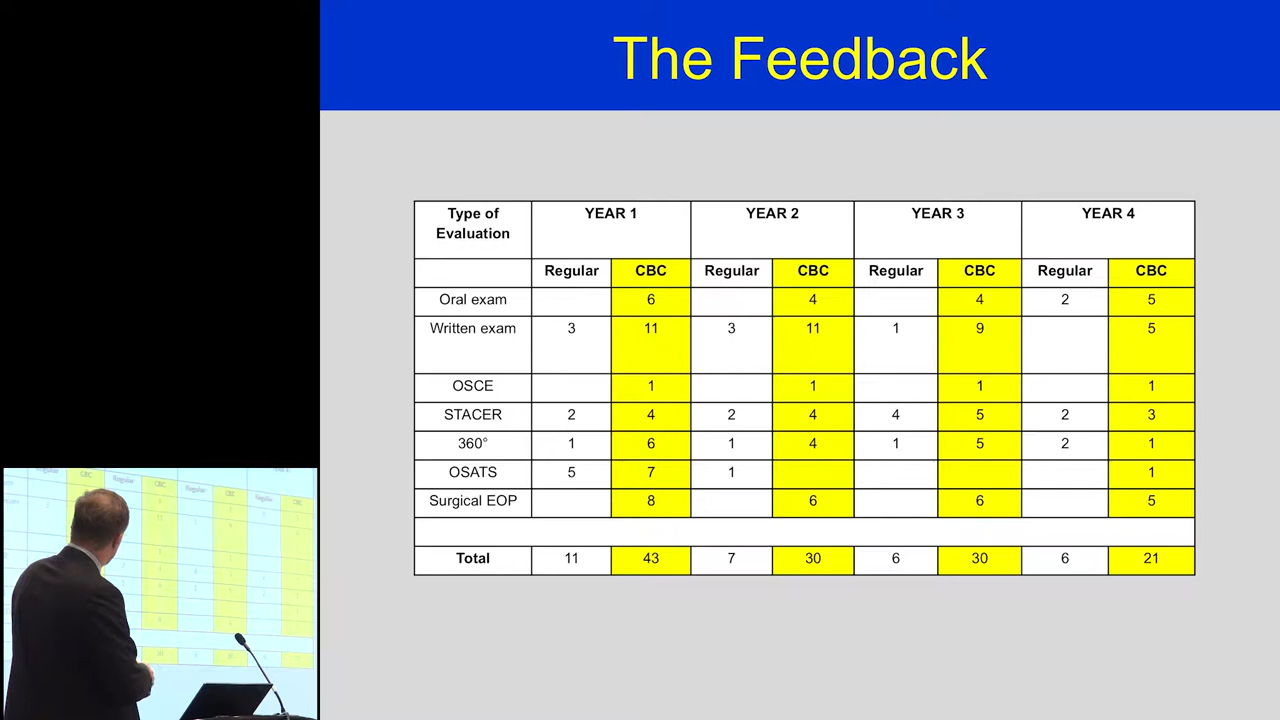 The Feedback
Type of Evaluation YEAR 1 YEAR 2 YEAR 3 YEAR 4
Regular CBC Regular CBC Regular CBC Regular CBC
Oral exam 6 4 4 2 5
Written exam 3 11 3 11 1 9 5
OSCE 1 1 1 1
STACER 2 4 2 4 4 5 2 3
360° 1 6 1 4 1 5 2 1
OSATS 5 7 1 1
Surgical EOP 8 6 6 5
Total 11 43 7 30 6 30 6 21